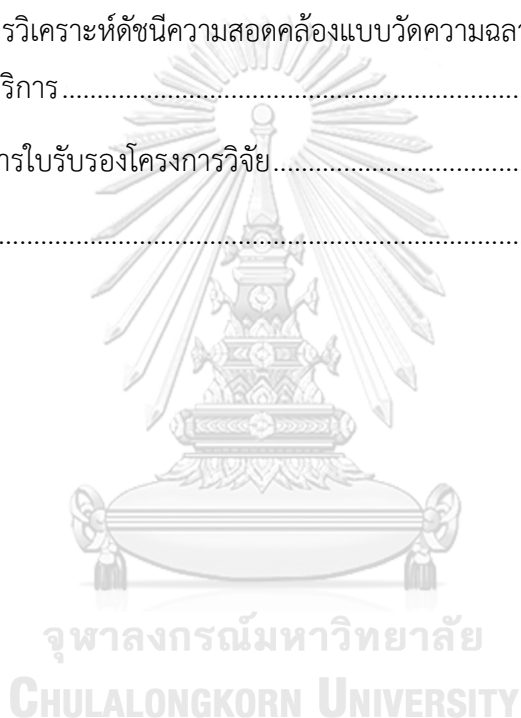 รวิเคราะห์ดัชนีความสอดคล้องแบบวัดความฉลา
ริการ............................................................
ารใบรับรองโครงการวิจัย...................................
............................................................
จุฬาลงกรณ์มหาวิทยาลัย
CHULALONGKORN UNIVERSITY